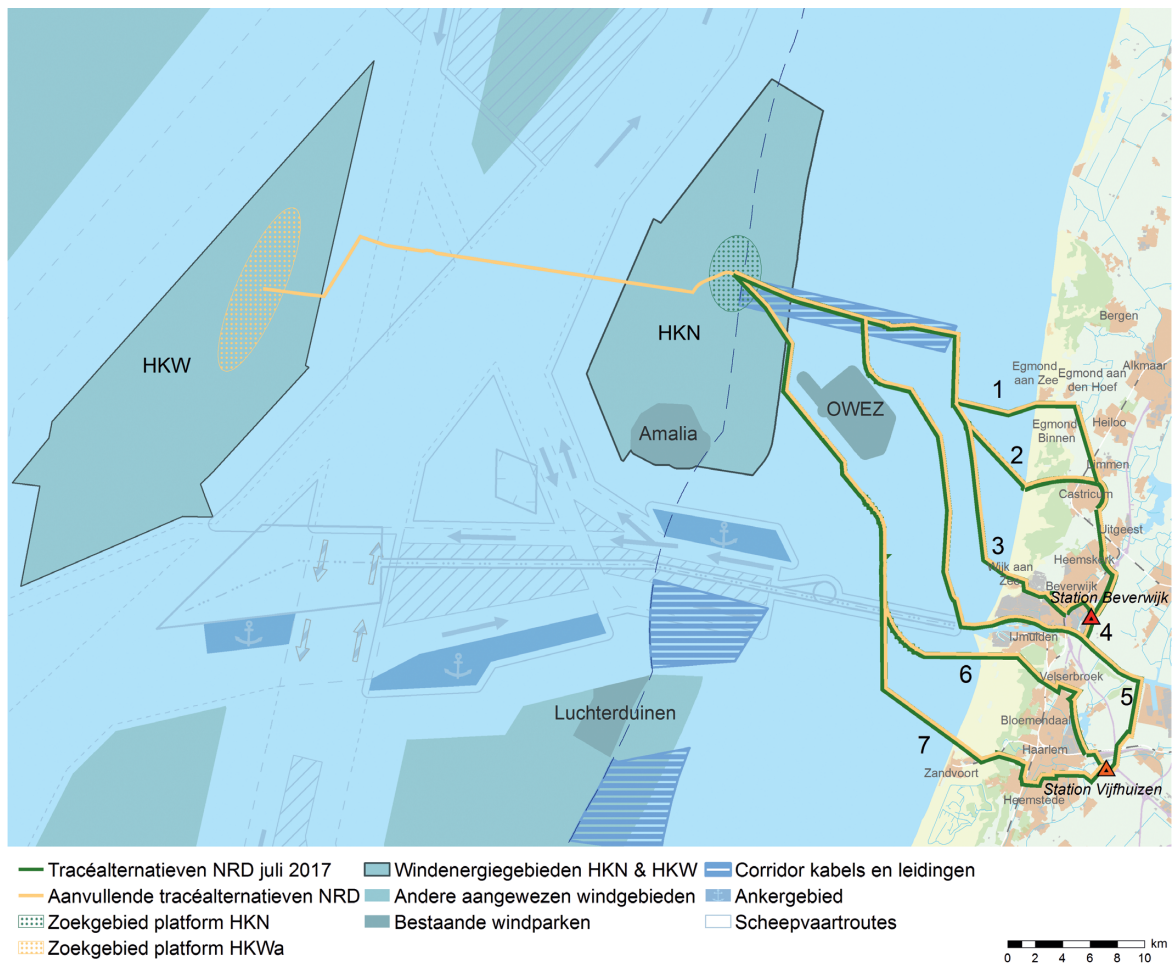 HKW
HKN
Amalia
OWEZ
Luchterduinen
1
2
3
4
5
6
7
Bergen
Alkmaar
Egmond
aan Zee
Egmond aan
den Hoef
Egmond
Binnen
Heiloo
Limmen
Castricum
Uitgeest
Heemskerk
Wijk aan
Zee
Beverwijk
Station Beverwijk
IJmuiden
Velserbroek
Bloemendaal
Haarlem
Zandvoort
Heemstede
Station Vijfhuizen
Tracéalternatieven NRD juli 2017
Aanvullende tracéalternatieven NRD
Zoekgebied platform HKN
Zoekgebied platform HKWa
Windenergiegebieden HKN & HKW
Andere aangewezen windgebieden
Bestaande windparken
Corridor kabels en leidingen
Ankergebied
Scheepvaartroutes
0 2 4 6 8 10 km